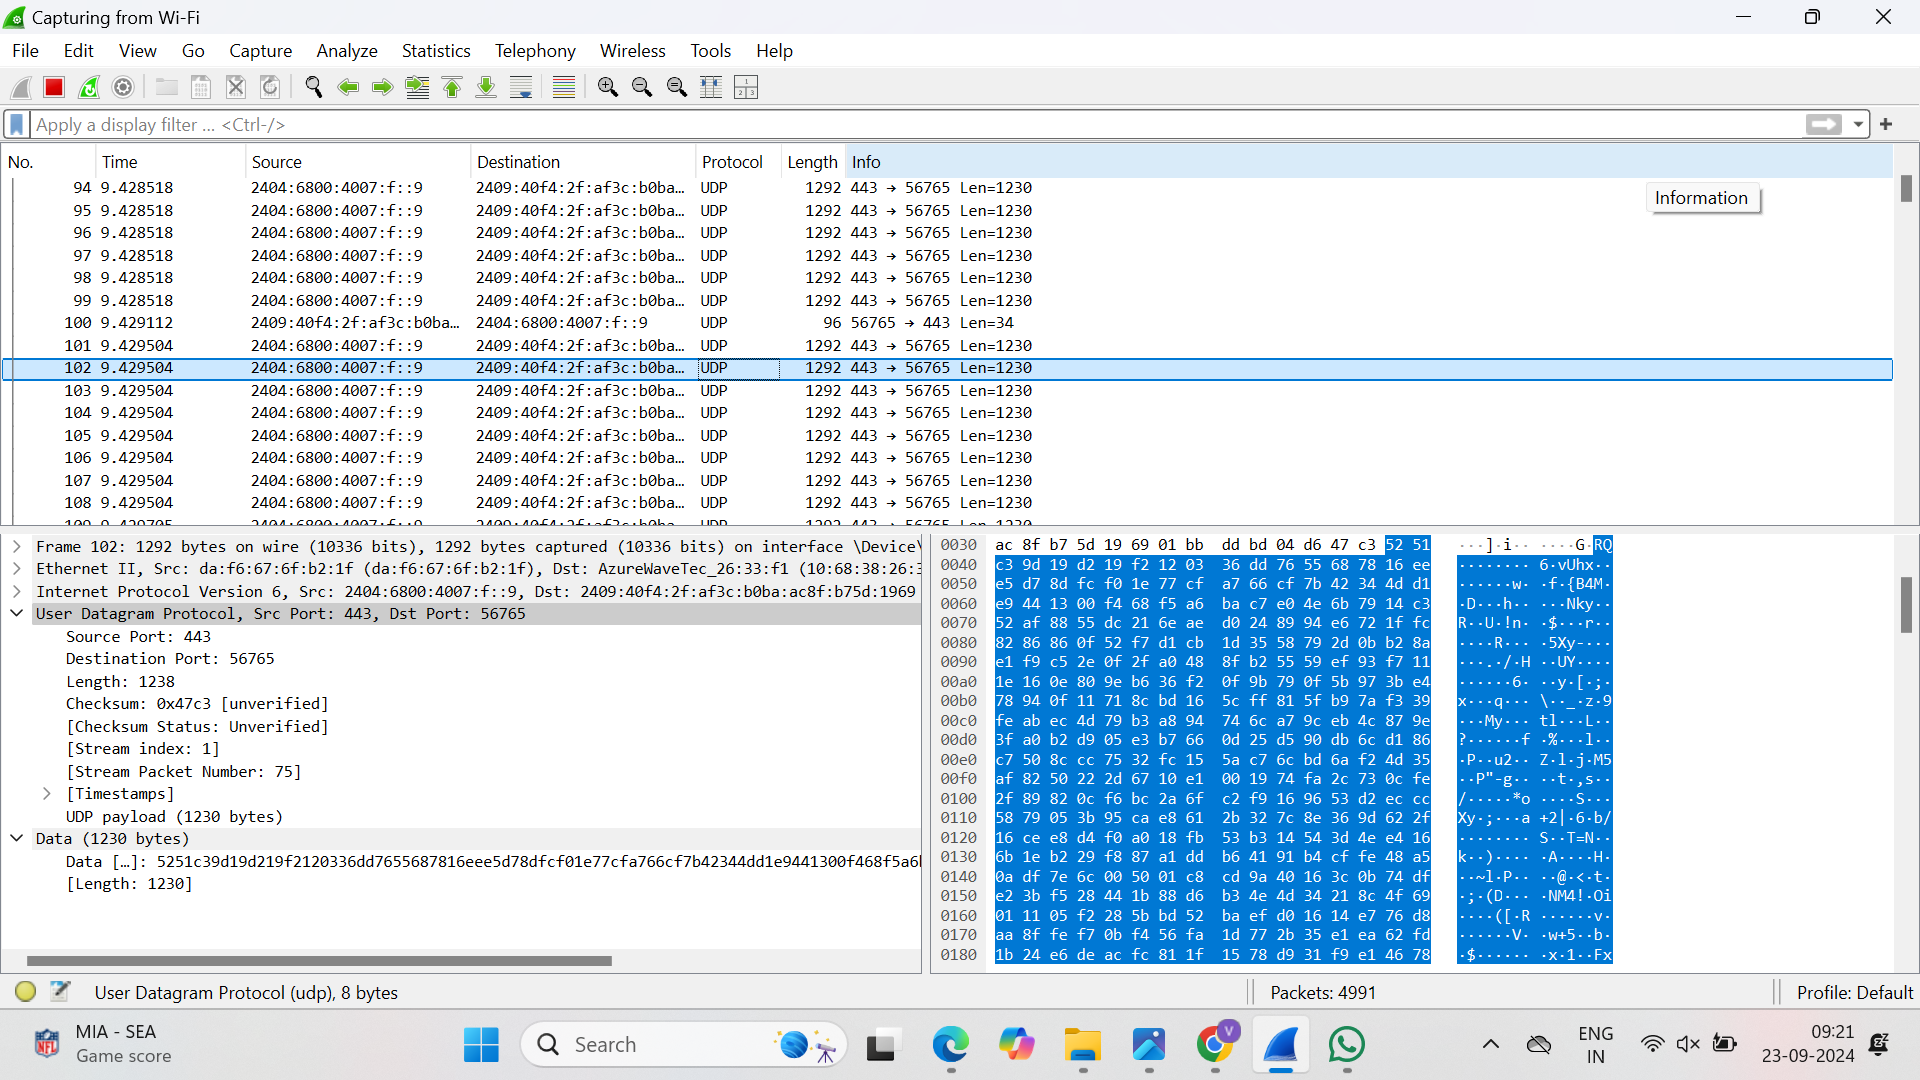 Capturing from Wi-Fi
File Edit View Go Capture Analyze Statistics Telephony Wireless Tools Help
Apply a display filter ... <Ctrl-/>
No. Time Source Destination Protocol Length Info
94 9.428518 2404:6800:4007:f::9 2409:40f4:2f:af3c:b0ba… UDP 1292 443 → 56765 Len=1230
Information
95 9.428518 2404:6800:4007:f::9 2409:40f4:2f:af3c:b0ba… UDP 1292 443 → 56765 Len=1230
96 9.428518 2404:6800:4007:f::9 2409:40f4:2f:af3c:b0ba… UDP 1292 443 → 56765 Len=1230
97 9.428518 2404:6800:4007:f::9 2409:40f4:2f:af3c:b0ba… UDP 1292 443 → 56765 Len=1230
98 9.428518 2404:6800:4007:f::9 2409:40f4:2f:af3c:b0ba… UDP 1292 443 → 56765 Len=1230
99 9.428518 2404:6800:4007:f::9 2409:40f4:2f:af3c:b0ba… UDP 1292 443 → 56765 Len=1230
100 9.429112 2409:40f4:2f:af3c:b0ba… 2404:6800:4007:f::9 UDP 96 56765 → 443 Len=34
101 9.429504 2404:6800:4007:f::9 2409:40f4:2f:af3c:b0ba… UDP 1292 443 → 56765 Len=1230
102 9.429504 2404:6800:4007:f::9 2409:40f4:2f:af3c:b0ba… UDP 1292 443 → 56765 Len=1230
103 9.429504 2404:6800:4007:f::9 2409:40f4:2f:af3c:b0ba… UDP 1292 443 → 56765 Len=1230
104 9.429504 2404:6800:4007:f::9 2409:40f4:2f:af3c:b0ba… UDP 1292 443 → 56765 Len=1230
105 9.429504 2404:6800:4007:f::9 2409:40f4:2f:af3c:b0ba… UDP 1292 443 → 56765 Len=1230
106 9.429504 2404:6800:4007:f::9 2409:40f4:2f:af3c:b0ba… UDP 1292 443 → 56765 Len=1230
107 9.429504 2404:6800:4007:f::9 2409:40f4:2f:af3c:b0ba… UDP 1292 443 → 56765 Len=1230
108 9.429504 2404:6800:4007:f::9 2409:40f4:2f:af3c:b0ba… UDP 1292 443 → 56765 Len=1230
Frame 102: 1292 bytes on wire (10336 bits), 1292 bytes captured (10336 bits) on interface \Device\
Ethernet II, Src: da:f6:67:6f:b2:1f (da:f6:67:6f:b2:1f), Dst: AzureWaveTec_26:33:f1 (10:68:38:26:3
Internet Protocol Version 6, Src: 2404:6800:4007:f::9, Dst: 2409:40f4:2f:af3c:b0ba:ac8f:b75d:1969
User Datagram Protocol, Src Port: 443, Dst Port: 56765
Source Port: 443
Destination Port: 56765
Length: 1238
Checksum: 0x47c3 [unverified]
[Checksum Status: Unverified]
[Stream index: 1]
[Stream Packet Number: 75]
[Timestamps]
UDP payload (1230 bytes)
Data (1230 bytes)
Data […]: 5251c39d19d219f2120336dd7655687816eee5d78dfcf01e77cfa766cf7b42344dd1e9441300f468f5a6
[Length: 1230]
0030 ac 8f b7 5d 19 69 01 bb dd bd 04 d6 47 c3 52 51 ···]·i·· ····G·RQ
0040 c3 9d 19 d2 19 f2 12 03 36 dd 76 55 68 78 16 ee ········ 6·vUhx··
0050 e5 d7 8d fc f0 1e 77 cf a7 66 cf 7b 42 34 4d d1 ······w· ·f·{B4M·
0060 e9 44 13 00 f4 68 f5 a6 ba c7 e0 4e 6b 79 14 c3 ·D···h·· ···Nky··
0070 52 af 88 55 dc 21 6e ae d0 24 89 94 e6 72 1f fc R··U·!n· ·$···r··
0080 82 86 86 0f 52 f7 d1 cb 1d 35 58 79 2d 0b b2 8a ····R··· ·5Xy-···
0090 e1 f9 c5 2e 0f 2f a0 48 8f b2 55 59 ef 93 f7 11 ···./·H ··UY····
00a0 1e 16 0e 80 9e b6 36 f2 0f 9b 79 0f 5b 97 3b e4 ······6· ··y·[·;·
00b0 78 94 0f 11 71 8c bd 16 5c ff 81 5f b9 7a f3 39 x···q··· \··_·z·9
00c0 fe ab ec 4d 79 b3 a8 94 74 6c a7 9c eb 4c 87 9e ···My··· tl···L··
00d0 3f a0 b2 d9 05 e3 b7 66 0d 25 d5 90 db 6c d1 86 ?······f ·%···l··
00e0 c7 50 8c cc 75 32 fc 15 5a c7 6c bd 6a f2 4d 35 ·P··u2·· Z·l·j·M5
00f0 af 82 50 22 2d 67 10 e1 00 19 74 fa 2c 73 0c fe ··P"-g·· ··t·,s··
0100 2f 89 82 0c f6 bc 2a 6f c2 f9 16 96 53 d2 ec cc /·····*o ····S···
0110 58 79 05 3b 95 ca e8 61 2b 32 7c 8e 36 9d 62 2f Xy·;···a +2|·6·b/
0120 16 ce e8 d4 f0 a0 18 fb 53 b3 14 54 3d 4e e4 16 ········ S··T=N··
0130 6b 1e b2 29 f8 87 a1 dd b6 41 91 b4 cf fe 48 a5 k··)···· ·A····H·
0140 0a df 7e 6c 00 50 01 c8 cd 9a 40 16 3c 0b 74 df ··~l·P·· ··@·<·t·
0150 e2 3b f5 28 44 1b 88 d6 b3 4e 4d 34 21 8c 4f 69 ·;·(D··· ·NM4!·Oi
0160 01 11 05 f2 28 5b bd 52 ba ef d0 16 14 e7 76 d8 ····([·R ······v·
0170 aa 8f fe f7 0b f4 56 fa 1d 77 2b 35 e1 ea 62 fd ······V· ·w+5··b·
0180 1b 24 e6 de ac fc 81 1f 15 78 d9 31 f9 e1 46 78 ·$······ ·x·1··Fx
User Datagram Protocol (udp), 8 bytes
Packets: 4991
Profile: Default
MIA - SEA
Game score
Search
V
ENG
IN
09:21
23-09-2024